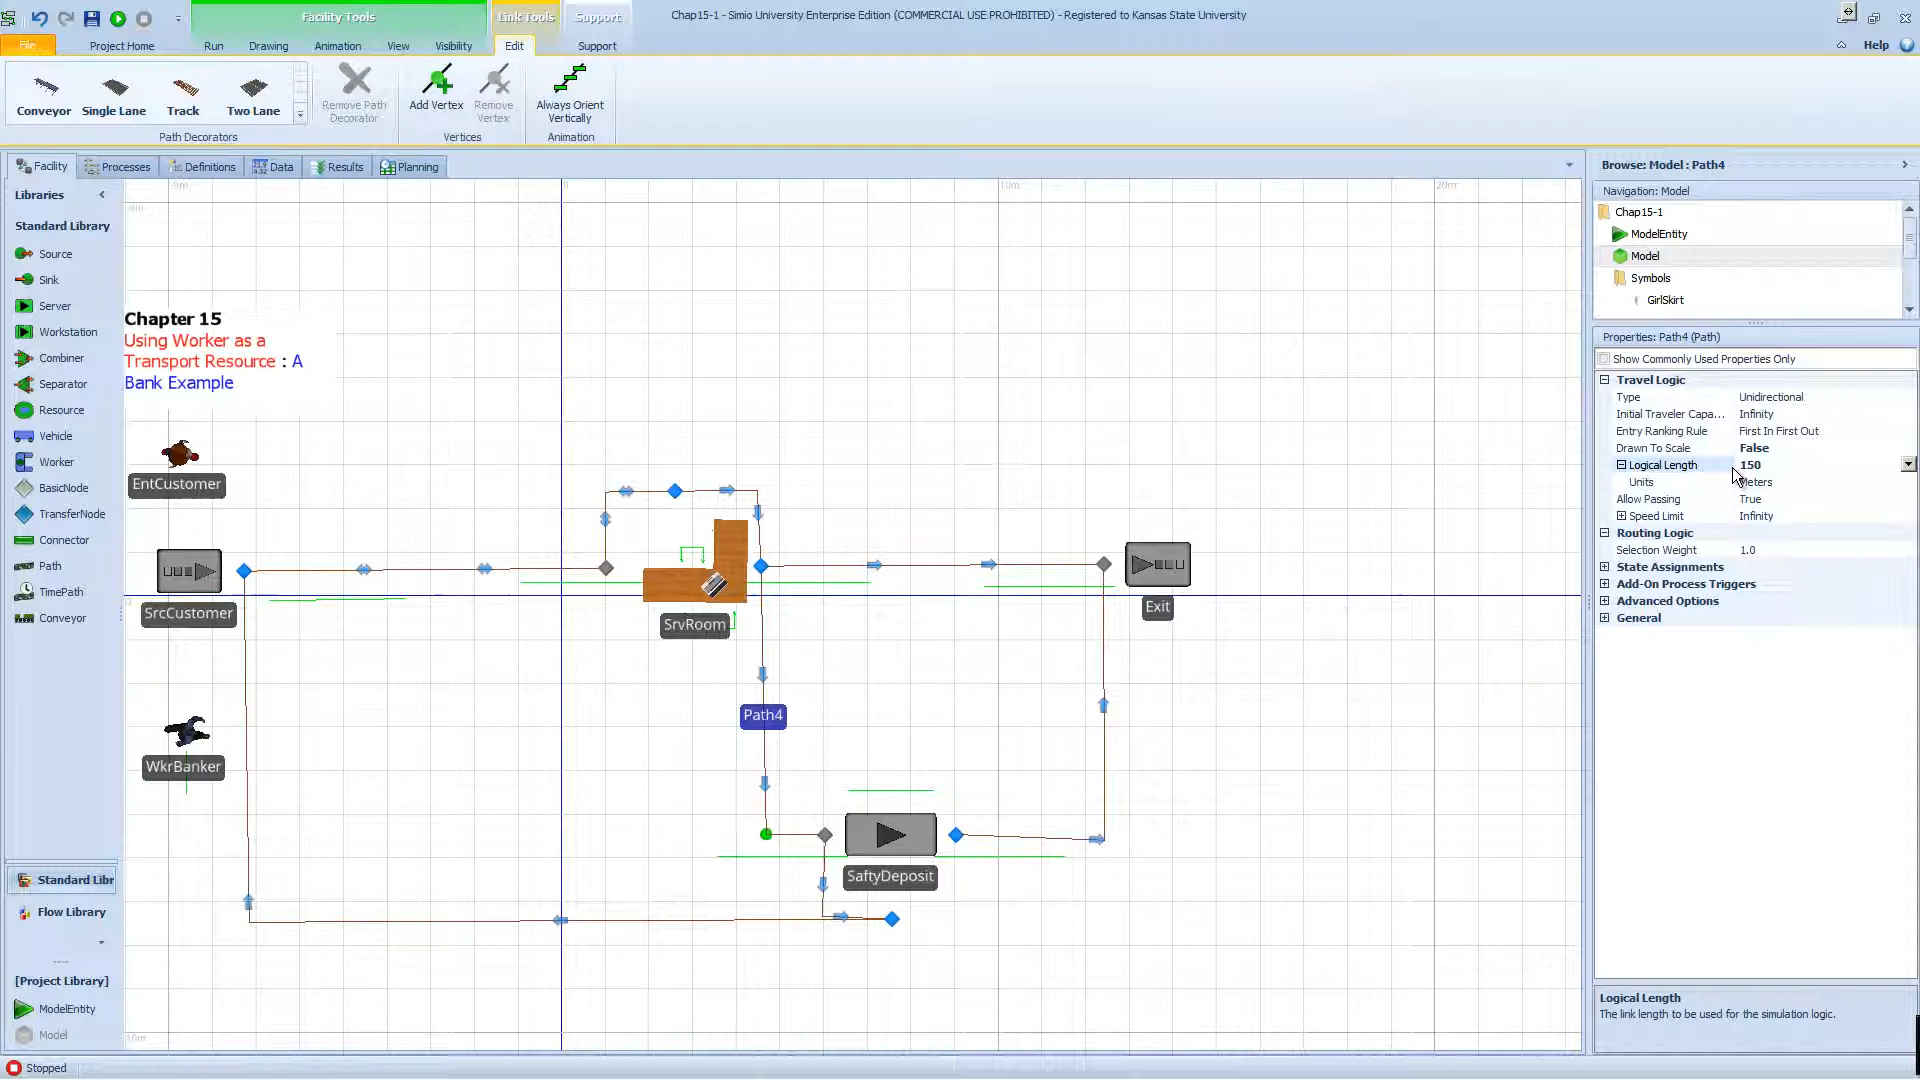 Facility Tools
Link Tools
Support
Chap15-1 - Simio University Enterprise Edition (COMMERCIAL USE PROHIBITED) - Registered to Kansas State University
File
Project Home
Run
Drawing
Animation
View
Visibility
Edit
Support
Help
Conveyor
Single Lane
Track
Two Lane
Remove Path
Decorator
Add Vertex
Remove
Vertex
Always Orient
Vertically
Path Decorators
Vertices
Animation
Facility
Processes
Definitions
Data
Results
Planning
Libraries
Standard Library
Source
Sink
Server
Workstation
Combiner
Separator
Resource
Vehicle
Worker
BasicNode
TransferNode
Connector
Path
TimePath
Conveyor
Standard Libr
Flow Library
[Project Library]
ModelEntity
Model
Stopped
0
10m
20m
Chapter 15
Using Worker as a
Transport Resource : A
Bank Example
EntCustomer
SrcCustomer
SrvRoom
Exit
Path4
WkrBanker
SaftyDeposit
Browse: Model : Path4
Navigation: Model
Chap15-1
ModelEntity
Model
Symbols
GirlSkirt
Properties: Path4 (Path)
Show Commonly Used Properties Only
Travel Logic
Type Unidirectional
Initial Traveler Capa... Infinity
Entry Ranking Rule First In First Out
Drawn To Scale False
Logical Length 150
Units Meters
Allow Passing True
Speed Limit Infinity
Routing Logic
Selection Weight 1.0
State Assignments
Add-On Process Triggers
Advanced Options
General
Logical Length
The link length to be used for the simulation logic.